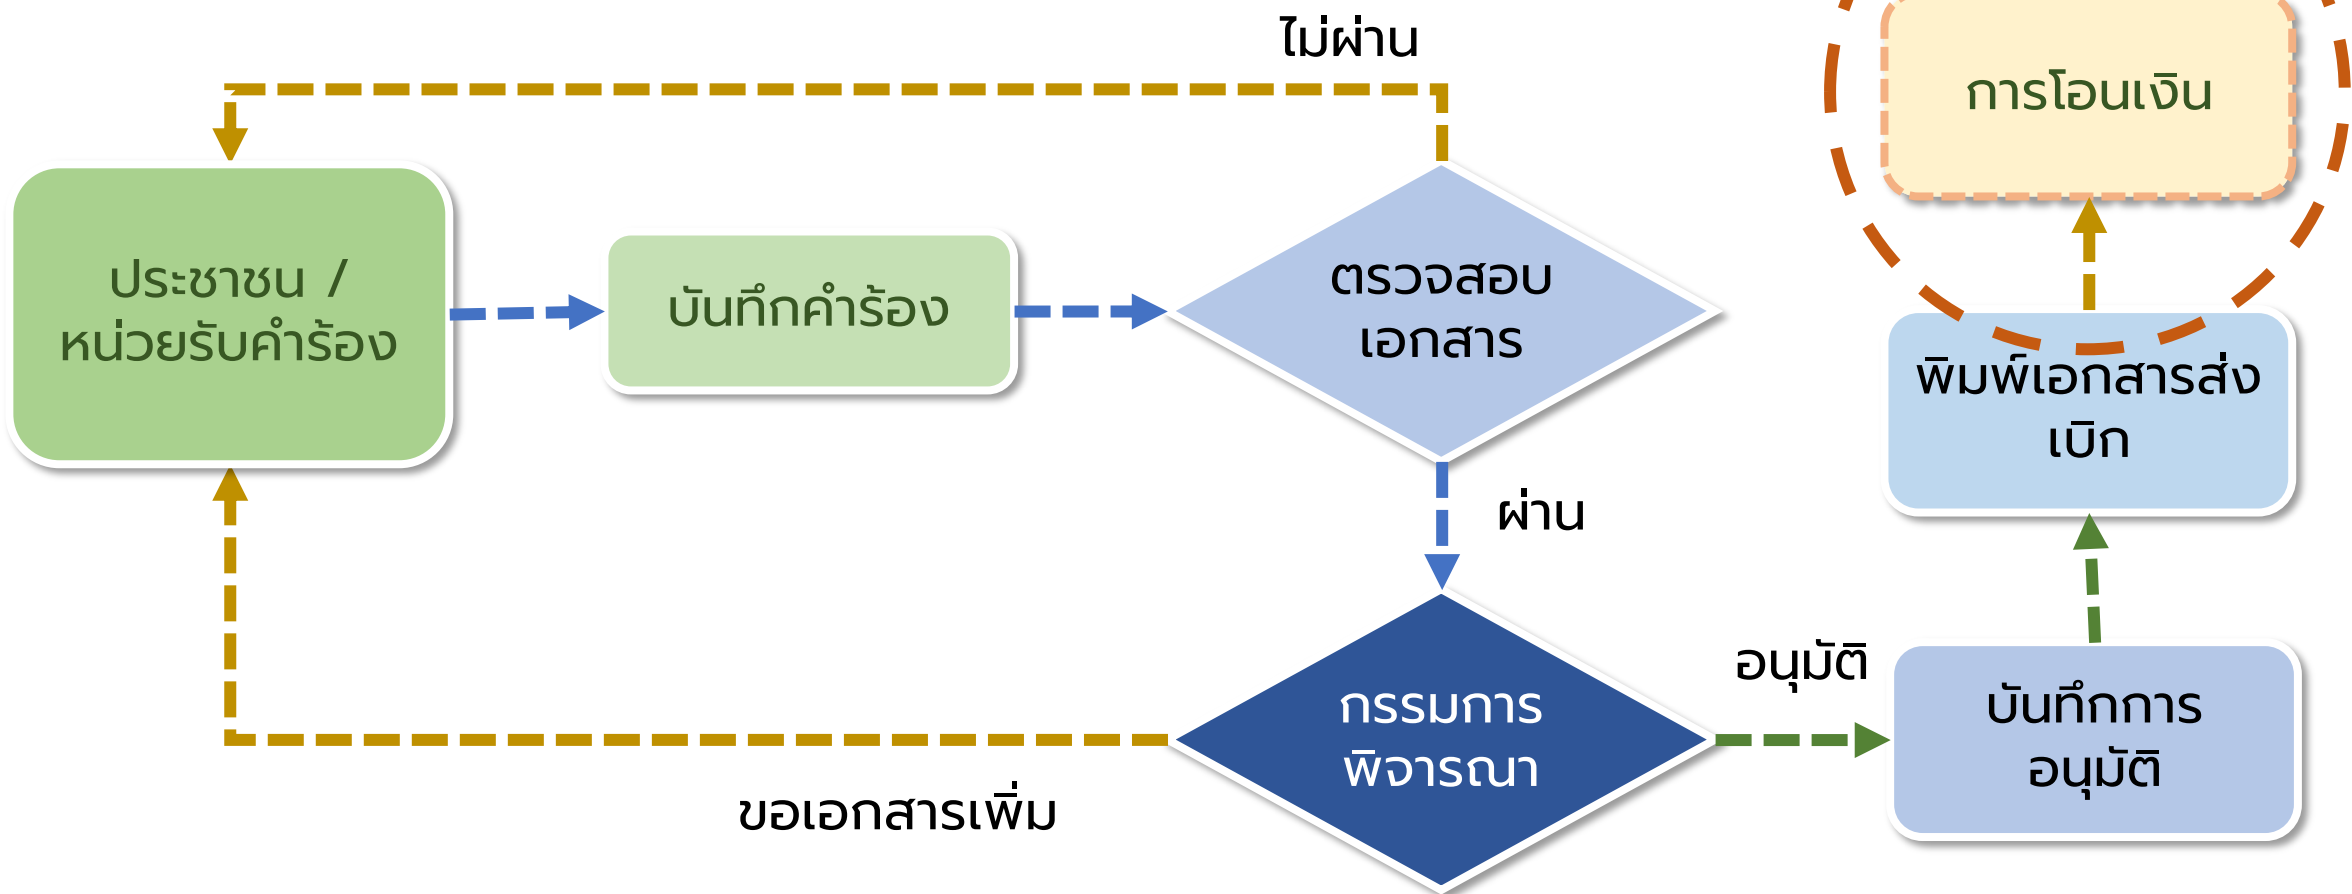 ไม่ผ่าน
การโอนเงิน
ประชาชน /
หน่วยรับคำร้อง
บันทึกคำร้อง
ตรวจสอบ
เอกสาร
พิมพ์เอกสารส่ง
เบิก
ผ่าน
อนุมัติ
กรรมการ
พิจารณา
บันทึกการ
อนุมัติ
ขอเอกสารเพิ่ม